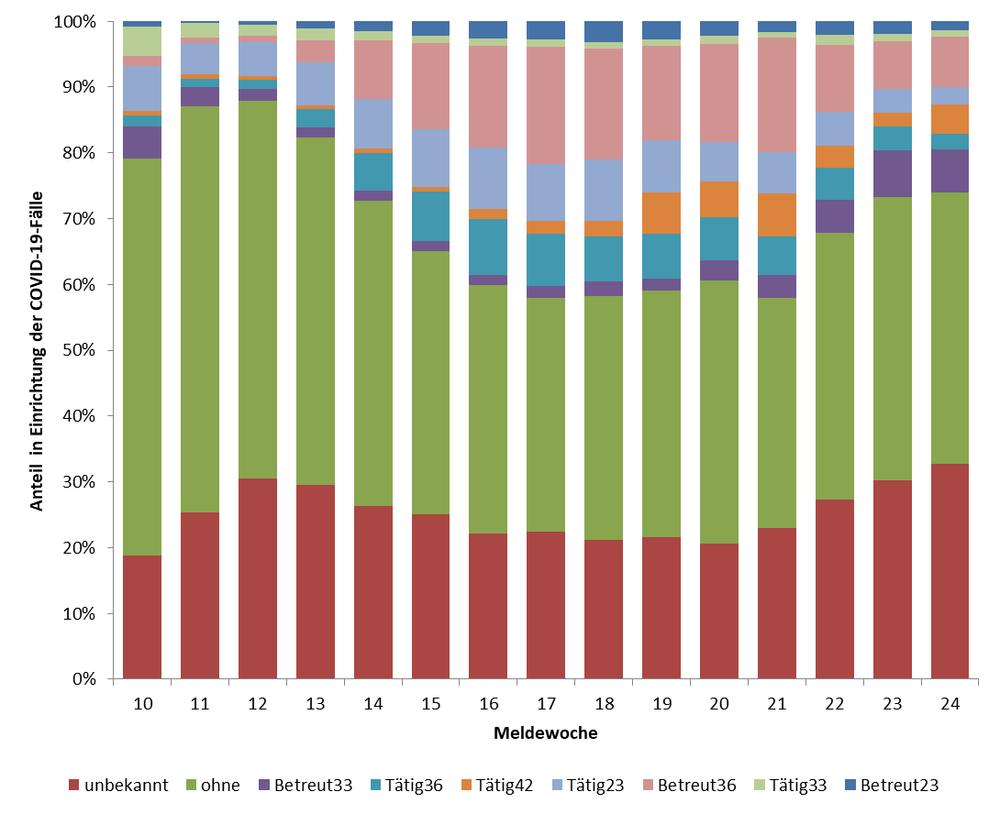 100%
90%
80%
70%
60%
50%
40%
30%
20%
10%
0%
Anteil in Einrichtung der COVID-19-Fälle
10 11 12 13 14 15 16 17 18 19 20 21 22 23 24
Meldewoche
unbekannt ohne Betreut33 Tätig36 Tätig42 Tätig23 Betreut36 Tätig33 Betreut23